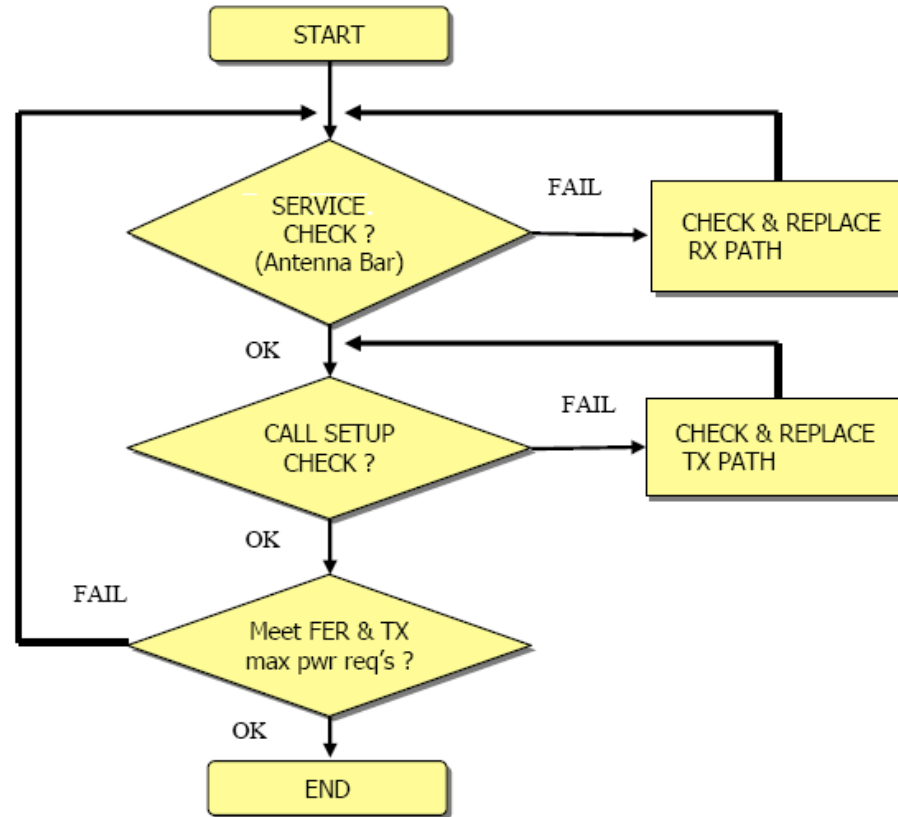 START
SERVICE.
CHECK ?
(Antenna Bar)
FAIL
CHECK & REPLACE
RX PATH
OK
CALL SETUP
CHECK ?
FAIL
CHECK & REPLACE
TX PATH
OK
FAIL
Meet FER & TX
max pwr req's ?
OK
END